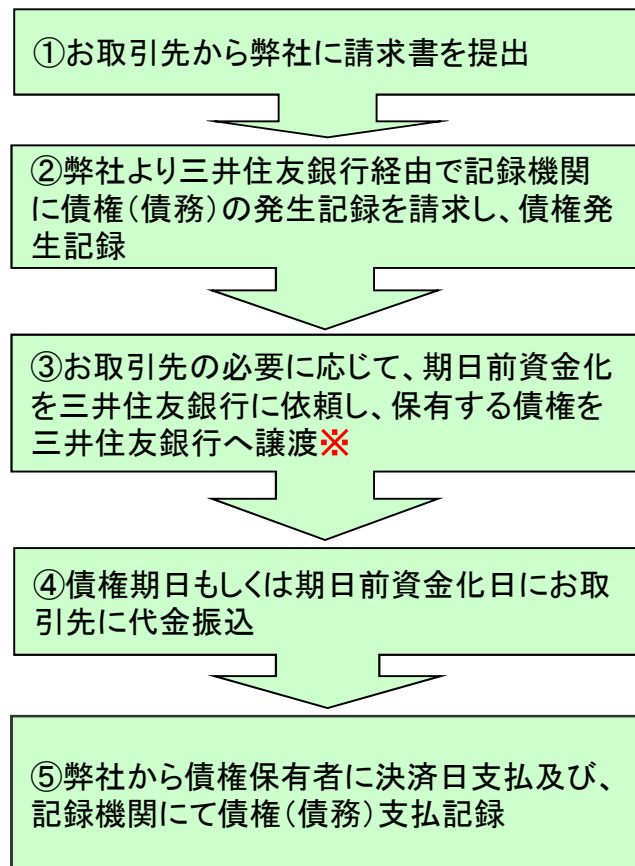 ①お取引先から弊社に請求書を提出
②弊社より三井住友銀行経由で記録機関
に債権(債務)の発生記録を請求し、債権発
生記録
③お取引先の必要に応じて、期日前資金化
を三井住友銀行に依頼し、保有する債権を
三井住友銀行へ譲渡※
④債権期日もしくは期日前資金化日にお取
引先に代金振込
⑤弊社から債権保有者に決済日支払及び、
記録機関にて債権(債務)支払記録